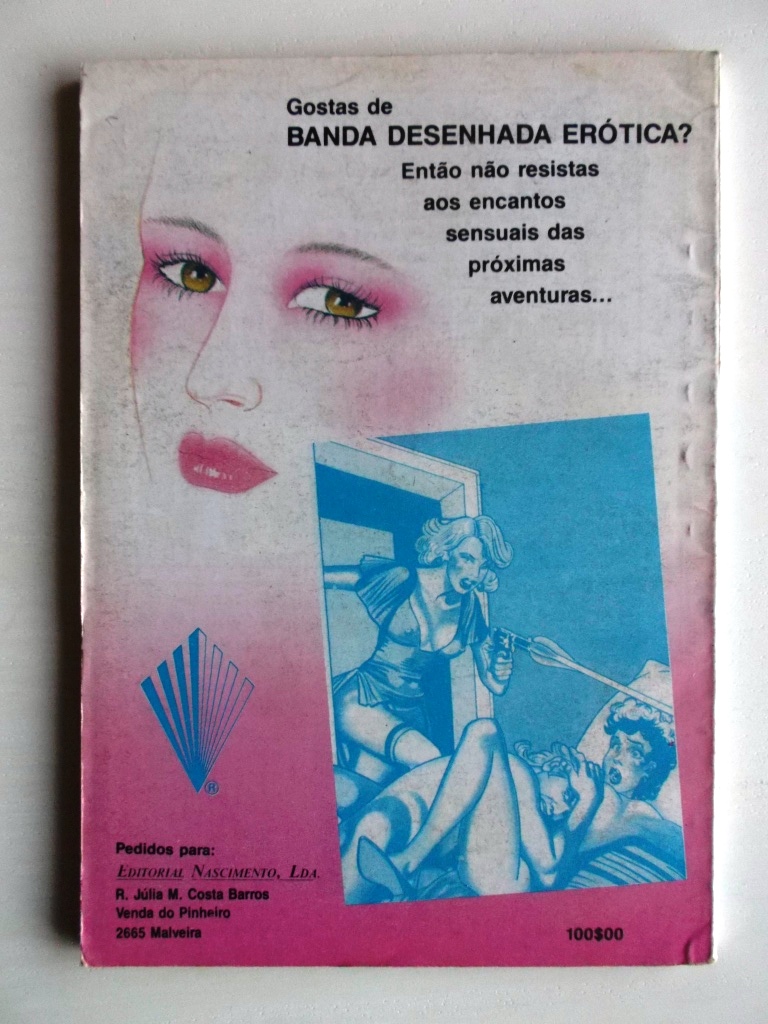 Gostas de
BANDA DESENHADA ERÓTICA?
Então não resistas
aos encantos
sensuais das
próximas
aventuras...
®
Pedidos para:
EDITORIAL NASCIMENTO, LDA.
R. Júlia M. Costa Barros
Venda do Pinheiro
2665 Malveira
100$00